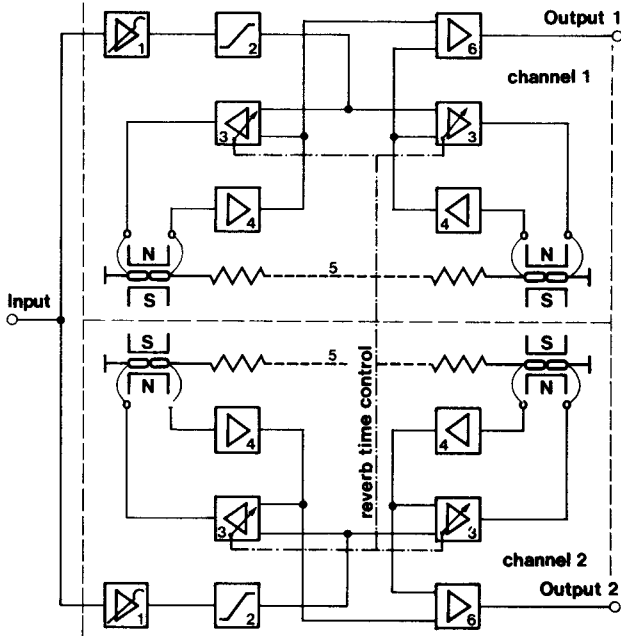 Output 1
1
2
6
channel 1
3
3
4
4
N
N
5
S
S
Input
S
S
5
N
N
4
4
reverb time control
3
3
channel 2
Output 2
1
2
6